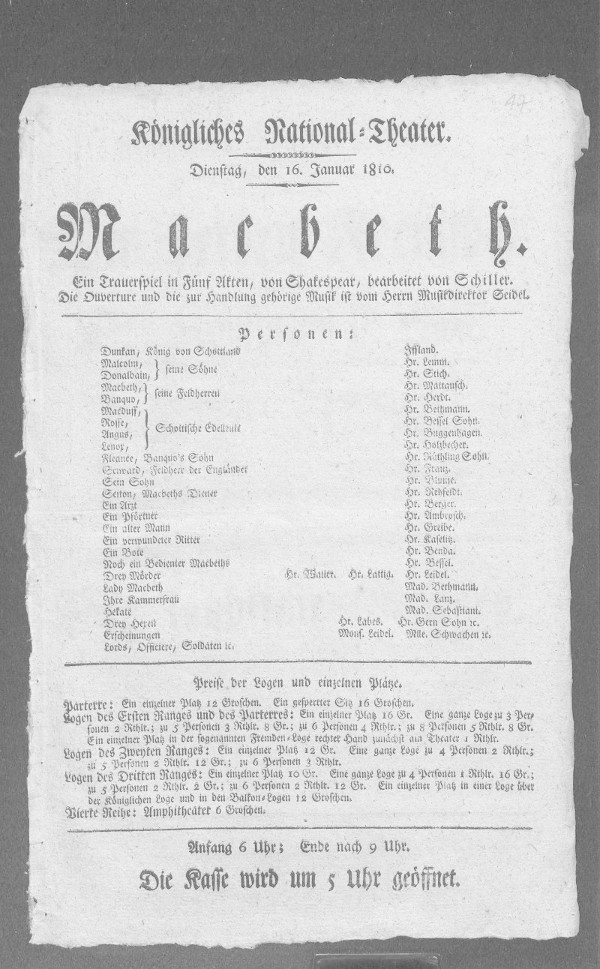 Königliches National-Theater.
Dienstag, den 16. Januar 1810.
Macbeth.
Ein Trauerspiel in Fünf Akten, von Shakespear, bearbeitet von Schiller.
Die Ouverture und die zur Handlung gehörige Musik ist vom Herrn Musikdirektor Seidel.
Personen:
Dunkan, König von Schottland Iffland.
Malcolm, Hr. Lemm.
Donalbain, } seine Söhne Hr. Stich.
Macbeth, Hr. Mattausch.
Banquo, } seine Feldherren Hr. Herdt.
Macduff, Hr. Bethmann.
Rosse, Hr. Bessel Sohn.
Angus, } Schottische Edelleute Hr. Buggenhagen.
Lenox, Hr. Holzbecher.
Fleance, Banquo's Sohn Hr. Rüthling Sohn.
Seward, Feldherr der Engländer Hr. Franz.
Sein Sohn Hr. Blume.
Seiton, Macbeths Diener Hr. Rehfeldt.
Ein Arzt Hr. Berger.
Ein Pförtner Hr. Ambrosch.
Ein alter Mann Hr. Greibe.
Ein verwundeter Ritter Hr. Kaselitz.
Ein Bote Hr. Benda.
Noch ein Bedienter Macbeths Hr. Bessel.
Drey Mörder Hr. Hr. Lattig. Hr. Leidel.
Lady Macbeth Mad. Bethmann.
Ihre Kammerfrau Mad. Lanz.
Hekate Mad. Sebastiani.
Drey Hexen Hr. Labes. Hr. Gern Sohn ꝛc.
Erscheinungen Mons. Leidel. Mlle. Schwachen ꝛc.
Lords, Officiere, Soldaten ꝛc.
Preise der Logen und einzelnen Plätze.
Parterre: Ein einzelner Platz 12 Groschen. Ein gesperrter Sitz 16 Groschen.
Logen des Ersten Ranges und des Parterres: Ein einzelner Platz 16 Gr. Eine ganze Loge zu 3 Per-
sonen 2 Rthlr.; zu 5 Personen 3 Rthlr. 8 Gr.; zu 6 Personen 4 Rthlr.; zu 8 Personen 5 Rthlr. 8 Gr.
Ein einzelner Platz in der sogenannten Fremden-Loge rechter Hand zunächst am Theater 1 Rthlr.
Logen des Zweyten Ranges: Ein einzelner Platz 12 Gr. Eine ganze Loge zu 4 Personen 2 Rthlr.;
zu 5 Personen 2 Rthlr. 12 Gr.; zu 6 Personen 3 Rthlr.
Logen des Dritten Ranges: Ein einzelner Platz 10 Gr. Eine ganze Loge zu 4 Personen 1 Rthlr. 16 Gr.;
zu 5 Personen 2 Rthlr. 2 Gr.; zu 6 Personen 2 Rthlr. 12 Gr. Ein einzelner Platz in einer Loge über
der Königlichen Loge und in den Balkon-Logen 12 Groschen.
Vierte Reihe: Amphitheater 6 Groschen.
Anfang 6 Uhr; Ende nach 9 Uhr.
Die Kasse wird um 5 Uhr geöffnet.